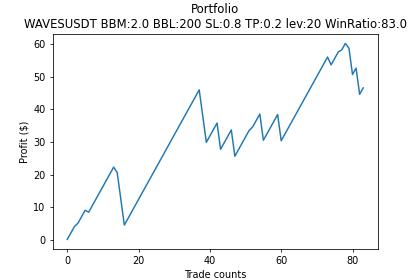 Portfolio
WAVESUSDT BBM:2.0 BBL:200 SL:0.8 TP:0.2 lev:20 WinRatio:83.0
60
50
40
30
20
10
0
Profit ($)
0 20 40 60 80
Trade counts